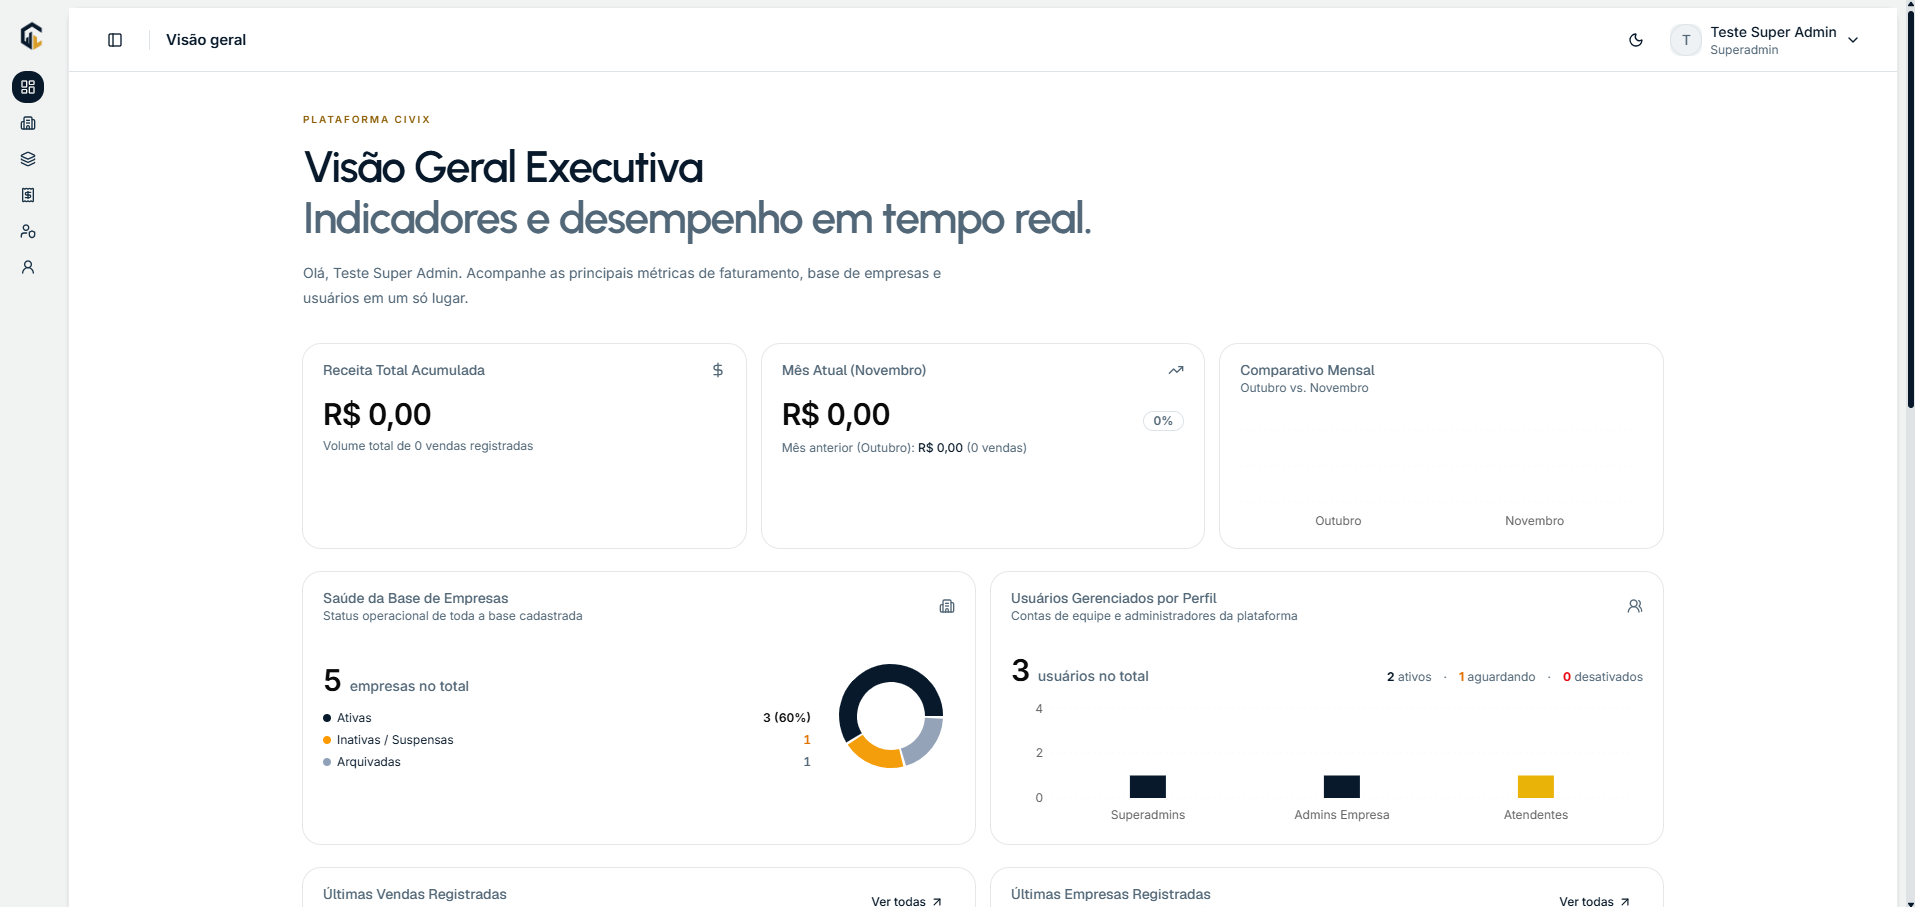 Visão geral
T
Teste Super Admin
Superadmin
PLATAFORMA CIVIX
Visão Geral Executiva
Indicadores e desempenho em tempo real.
Olá, Teste Super Admin. Acompanhe as principais métricas de faturamento, base de empresas e
usuários em um só lugar.
Receita Total Acumulada
R$ 0,00
Volume total de 0 vendas registradas
Mês Atual (Novembro)
R$ 0,00
0%
Mês anterior (Outubro): R$ 0,00 (0 vendas)
Comparativo Mensal
Outubro vs. Novembro
Outubro
Novembro
Saúde da Base de Empresas
Status operacional de toda a base cadastrada
5 empresas no total
Ativas 3 (60%)
Inativas / Suspensas 1
Arquivadas 1
Usuários Gerenciados por Perfil
Contas de equipe e administradores da plataforma
3 usuários no total
2 ativos · 1 aguardando · 0 desativados
4
2
0
Superadmins
Admins Empresa
Atendentes
Últimas Vendas Registradas
Ver todas
Últimas Empresas Registradas
Ver todas